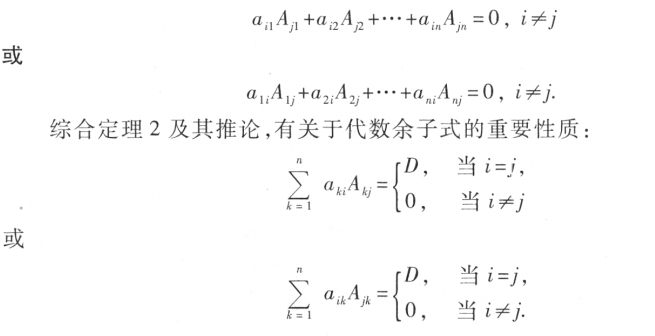 $a_{i1}A_{j1}+a_{i2}A_{j2}+\cdots+a_{in}A_{jn}=0,\ i\neq j$
或
$a_{1i}A_{1j}+a_{2i}A_{2j}+\cdots+a_{ni}A_{nj}=0,\ i\neq j.$
综合定理 2 及其推论,有关于代数余子式的重要性质:
$\sum_{k=1}^{n} a_{ki}A_{kj}=\begin{cases}D, & 当\ i=j,\\ 0, & 当\ i\neq j\end{cases}$
或
$\sum_{k=1}^{n} a_{ik}A_{jk}=\begin{cases}D, & 当\ i=j,\\ 0, & 当\ i\neq j.\end{cases}$